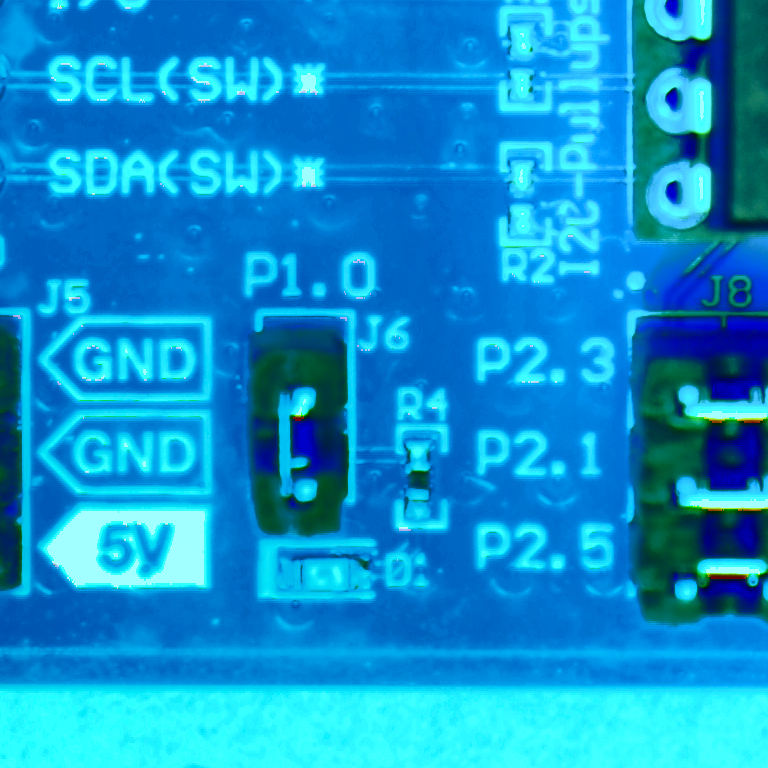 SCL(SW)*
SDA(SW)*
I2C-Pullups
R2
P1.0
J5
J6
J8
GND
P2.3
R4
GND
P2.1
5V
P2.5
D1